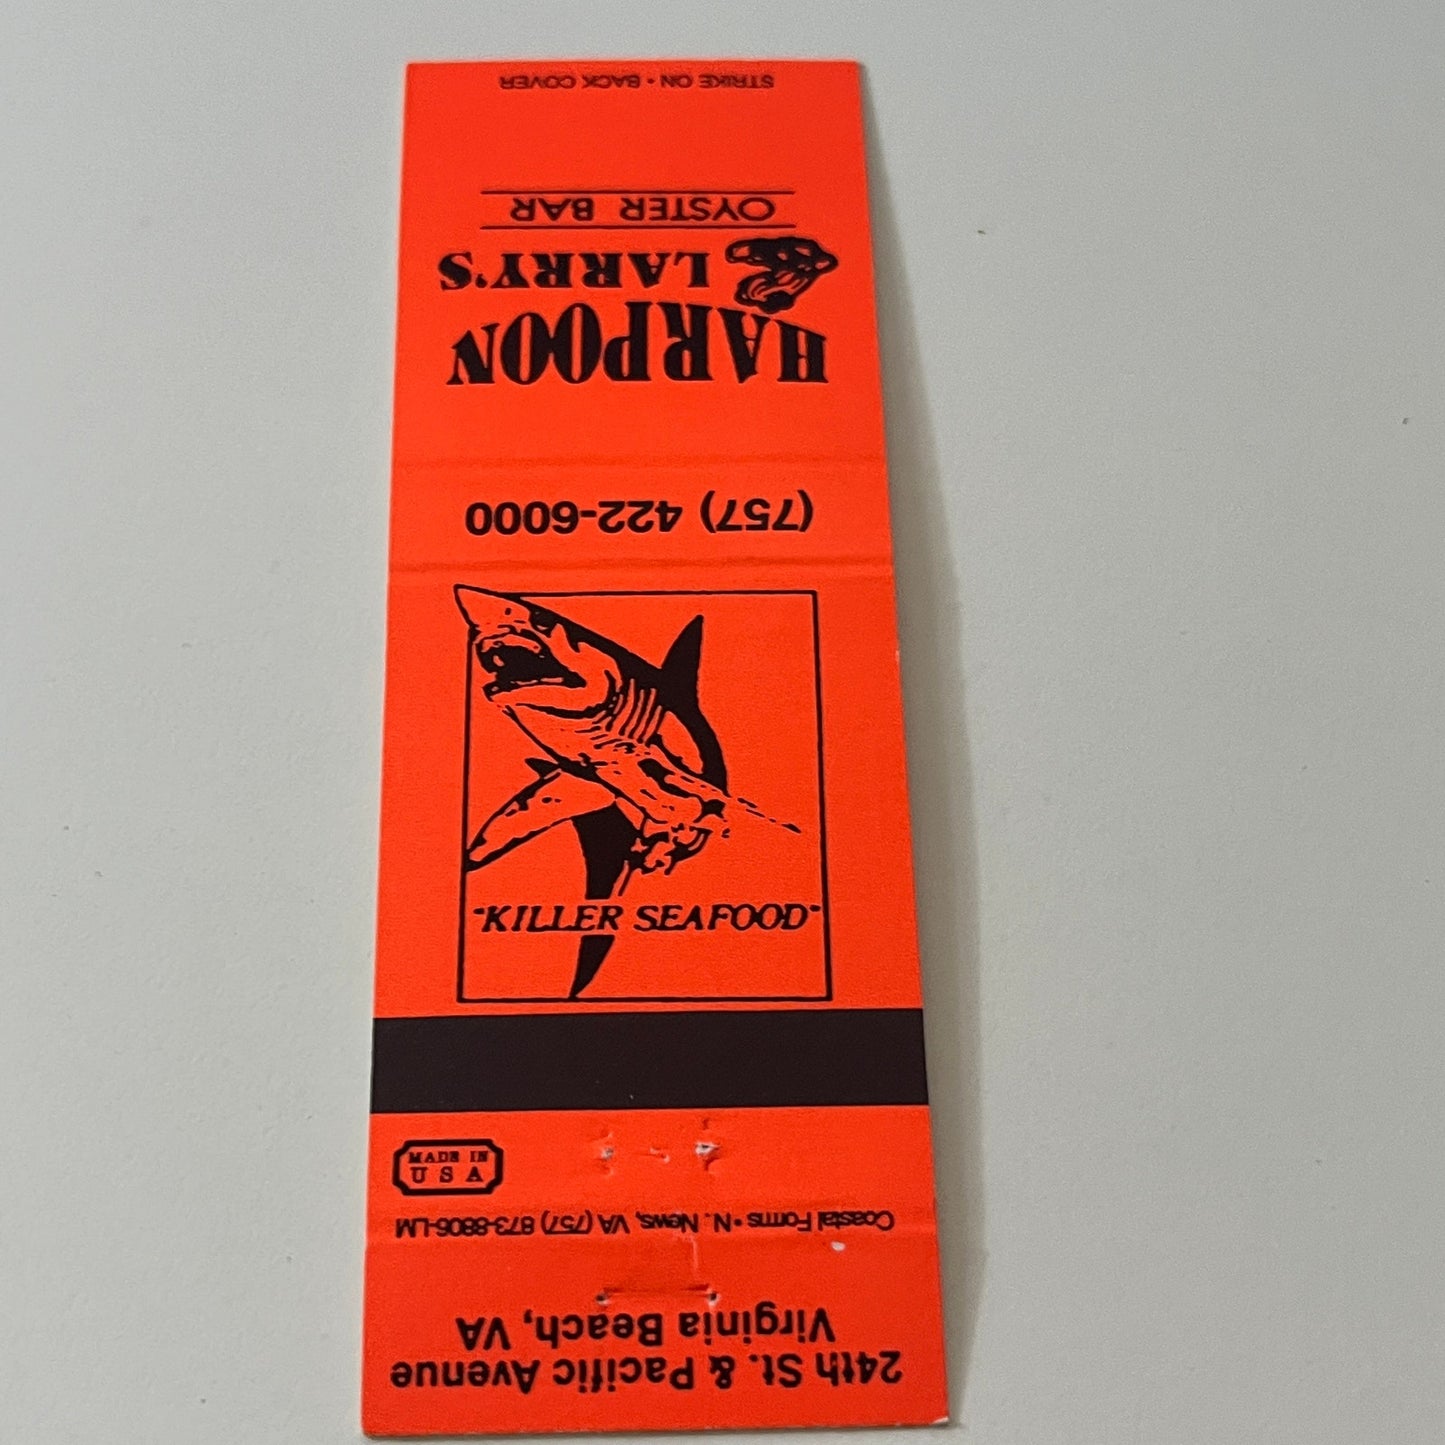 STRIKE ON • BACK COVER
OYSTER BAR
LARRY'S
HARPOON
(757) 422-6000
"KILLER SEAFOOD"
MADE IN
U S A
Coastal Forms • N. News, VA (757) 873-8806-LM
24th St. & Pacific Avenue
Virginia Beach, VA